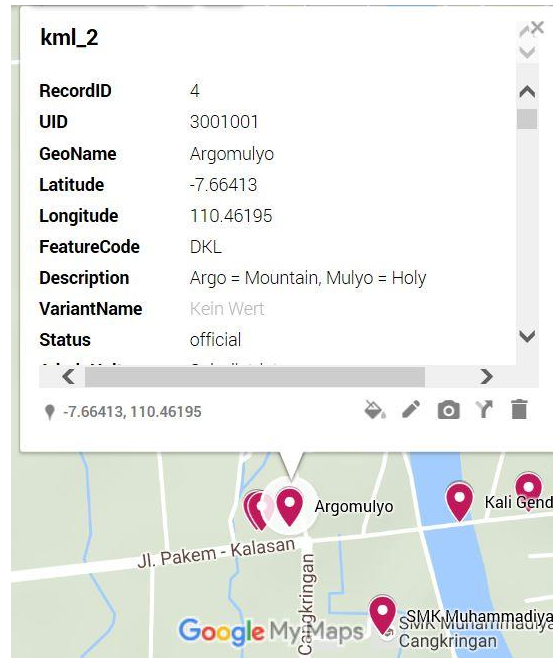 kml_2
RecordID 4
UID 3001001
GeoName Argomulyo
Latitude -7.66413
Longitude 110.46195
FeatureCode DKL
Description Argo = Mountain, Mulyo = Holy
VariantName Kein Wert
Status official
-7.66413, 110.46195
Argomulyo
Kali Gend
Jl. Pakem - Kalasan
Cangkringan
Google My Maps
SMK Muhammadiya
SMK Muhammadiya
Cangkringan